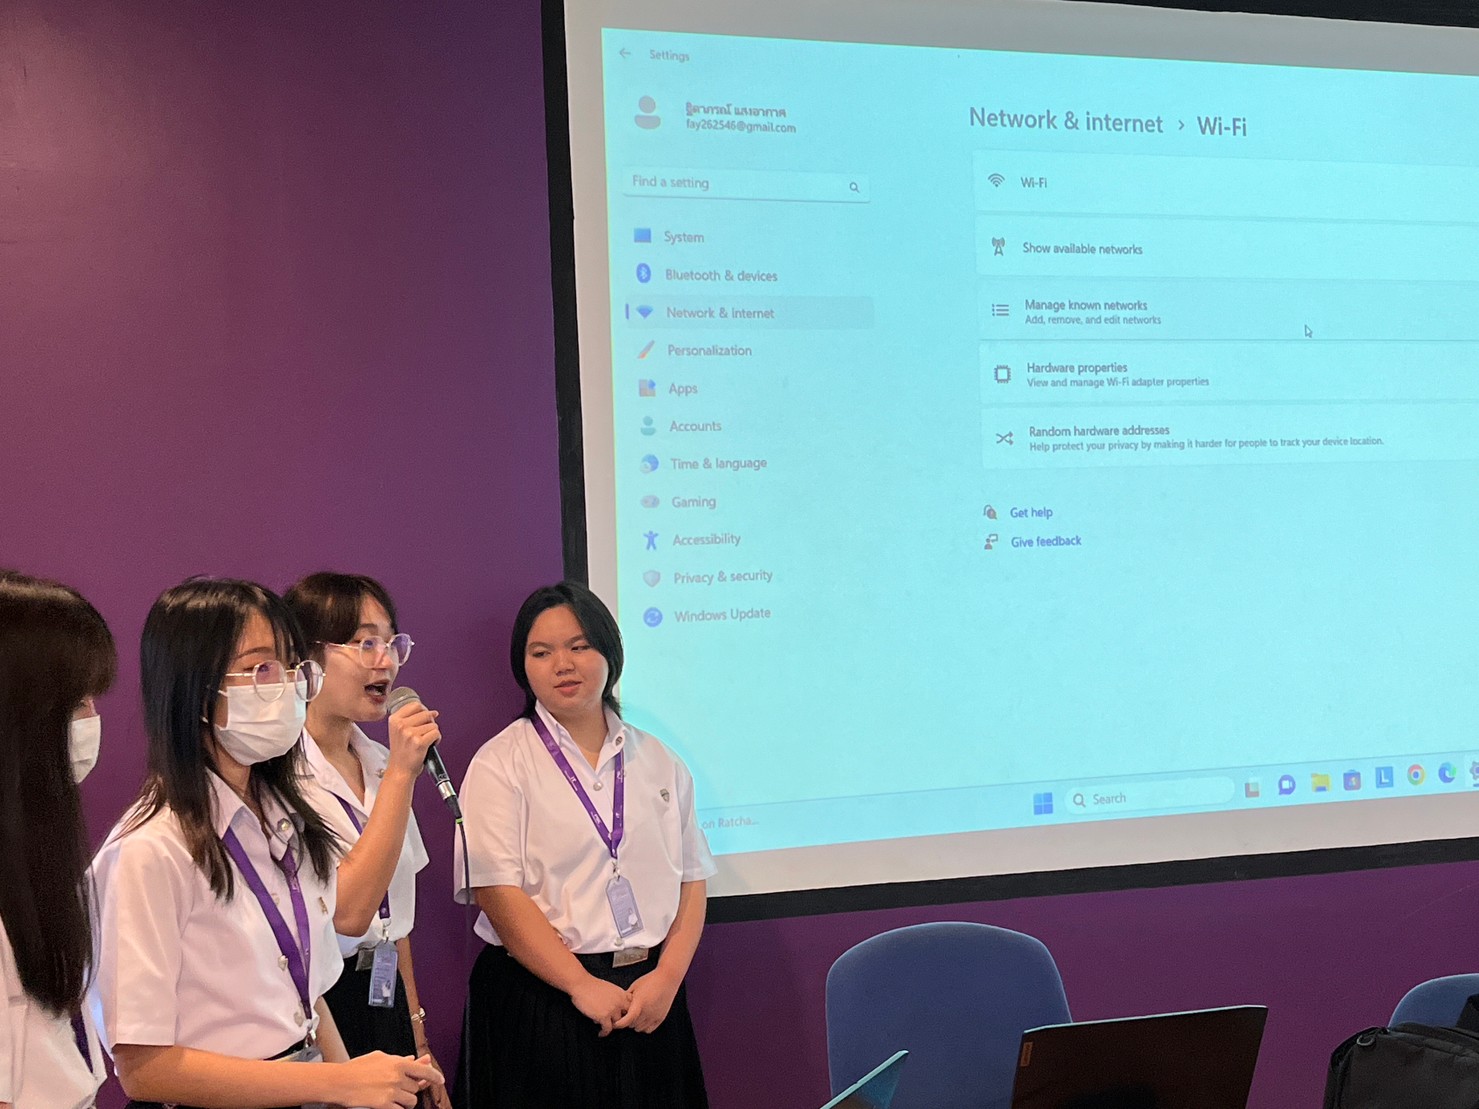 Settings
ฐิตาภรณ์ แสงอากาศ
fay262546@gmail.com
Find a setting
System
Bluetooth & devices
Network & internet
Personalization
Apps
Accounts
Time & language
Gaming
Accessibility
Privacy & security
Windows Update
Network & internet › Wi-Fi
Wi-Fi
Show available networks
Manage known networks
Add, remove, and edit networks
Hardware properties
View and manage Wi-Fi adapter properties
Random hardware addresses
Help protect your privacy by making it harder for people to track your device location.
Get help
Give feedback
on Ratcha...
Search